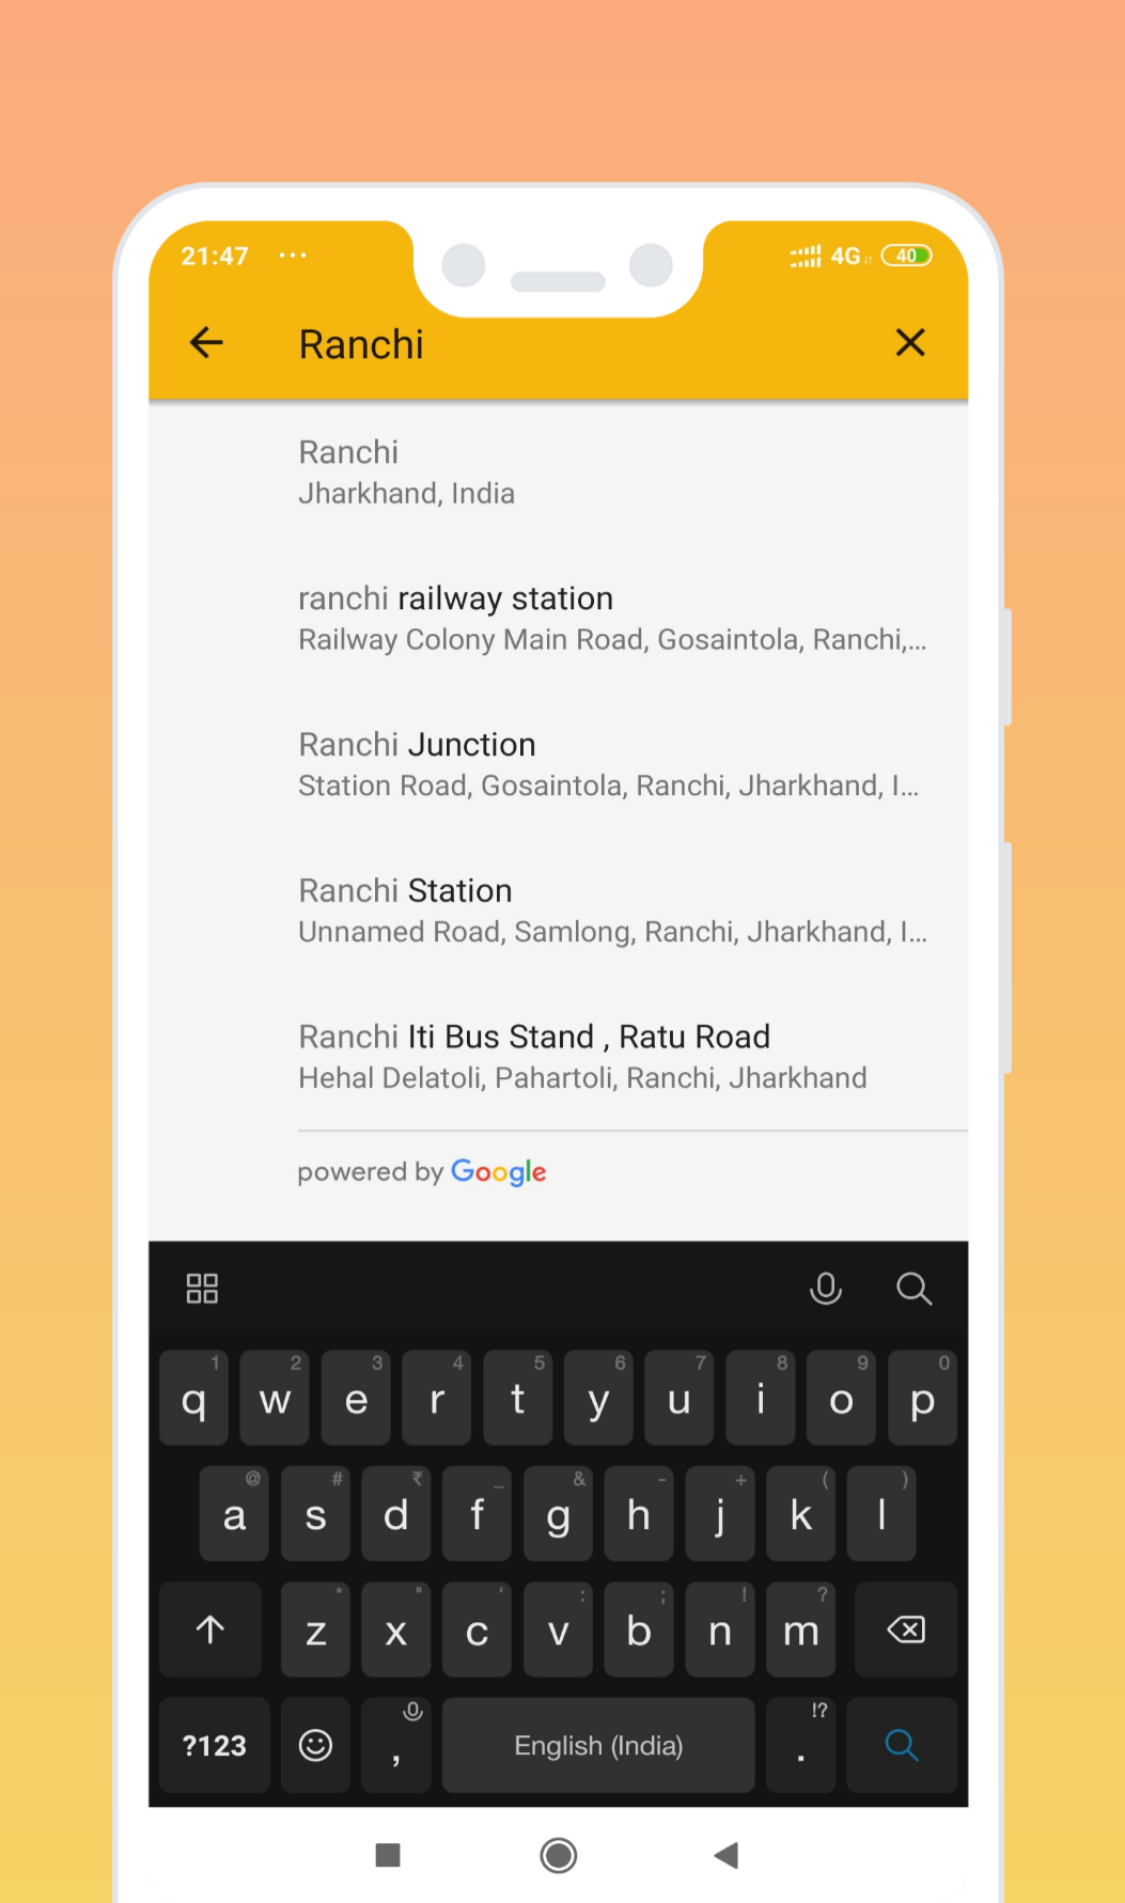 21:47 ... 4G 40
Ranchi
Ranchi
Jharkhand, India
ranchi railway station
Railway Colony Main Road, Gosaintola, Ranchi,...
Ranchi Junction
Station Road, Gosaintola, Ranchi, Jharkhand, I...
Ranchi Station
Unnamed Road, Samlong, Ranchi, Jharkhand, I...
Ranchi Iti Bus Stand , Ratu Road
Hehal Delatoli, Pahartoli, Ranchi, Jharkhand
powered by Google
1 2 3 4 5 6 7 8 9 0
q w e r t y u i o p
@ # ₹ _ & - + ( )
a s d f g h j k l
* " ' : ; ! ?
z x c v b n m
!?
?123 , English (India) .